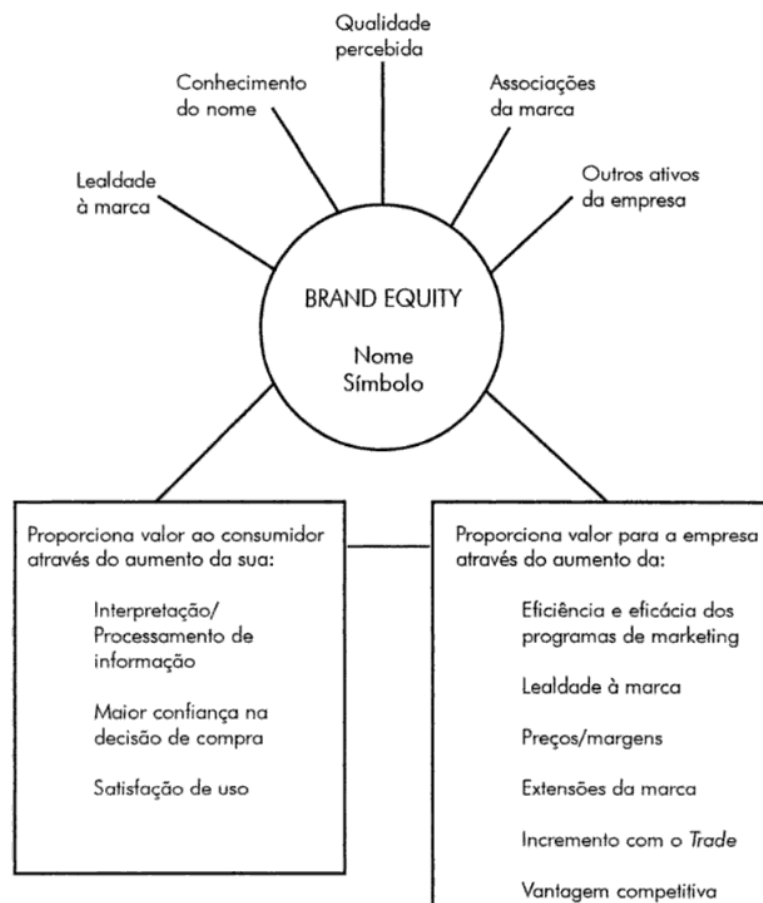 Qualidade
percebida
Conhecimento
do nome
Associações
da marca
Lealdade
à marca
Outros ativos
da empresa
BRAND EQUITY
Nome
Símbolo
Proporciona valor ao consumidor
através do aumento da sua:
Interpretação/
Processamento de
informação
Maior confiança na
decisão de compra
Satisfação de uso
Proporciona valor para a empresa
através do aumento da:
Eficiência e eficácia dos
programas de marketing
Lealdade à marca
Preços/margens
Extensões da marca
Incremento com o Trade
Vantagem competitiva